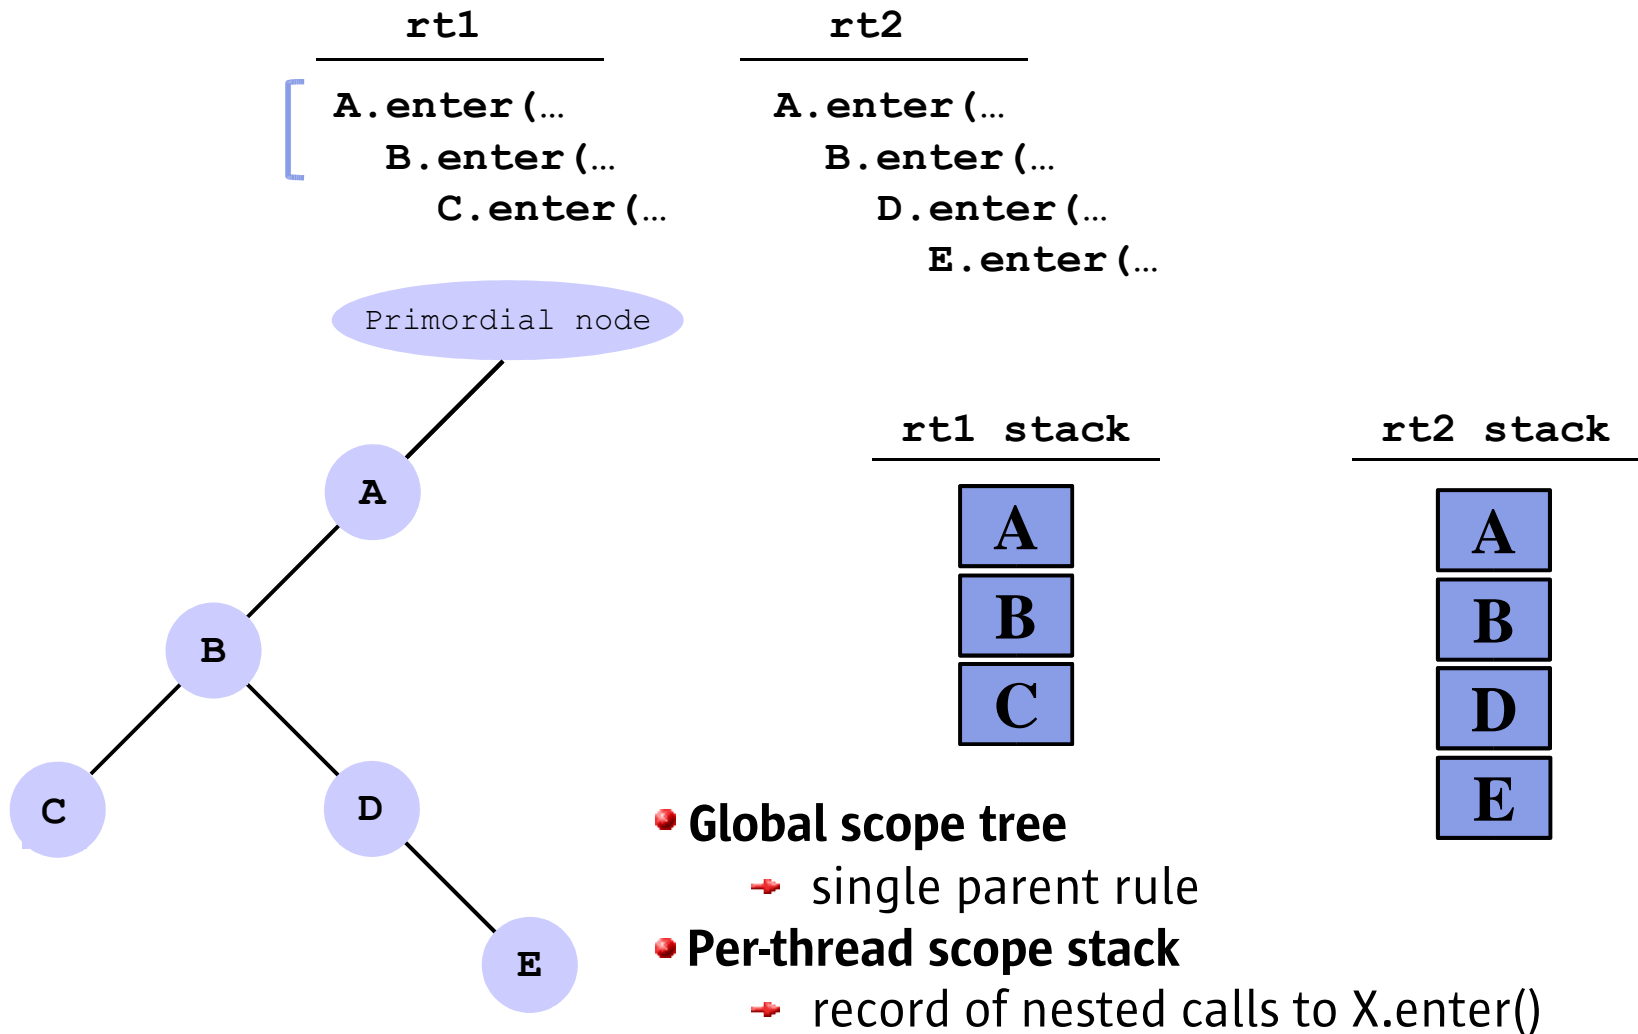 rt1
A.enter(…
B.enter(…
C.enter(…
rt2
A.enter(…
B.enter(…
D.enter(…
E.enter(…
Primordial node
A
B
C
D
E
rt1 stack
A
B
C
rt2 stack
A
B
D
E
Global scope tree
single parent rule
Per-thread scope stack
record of nested calls to X.enter()